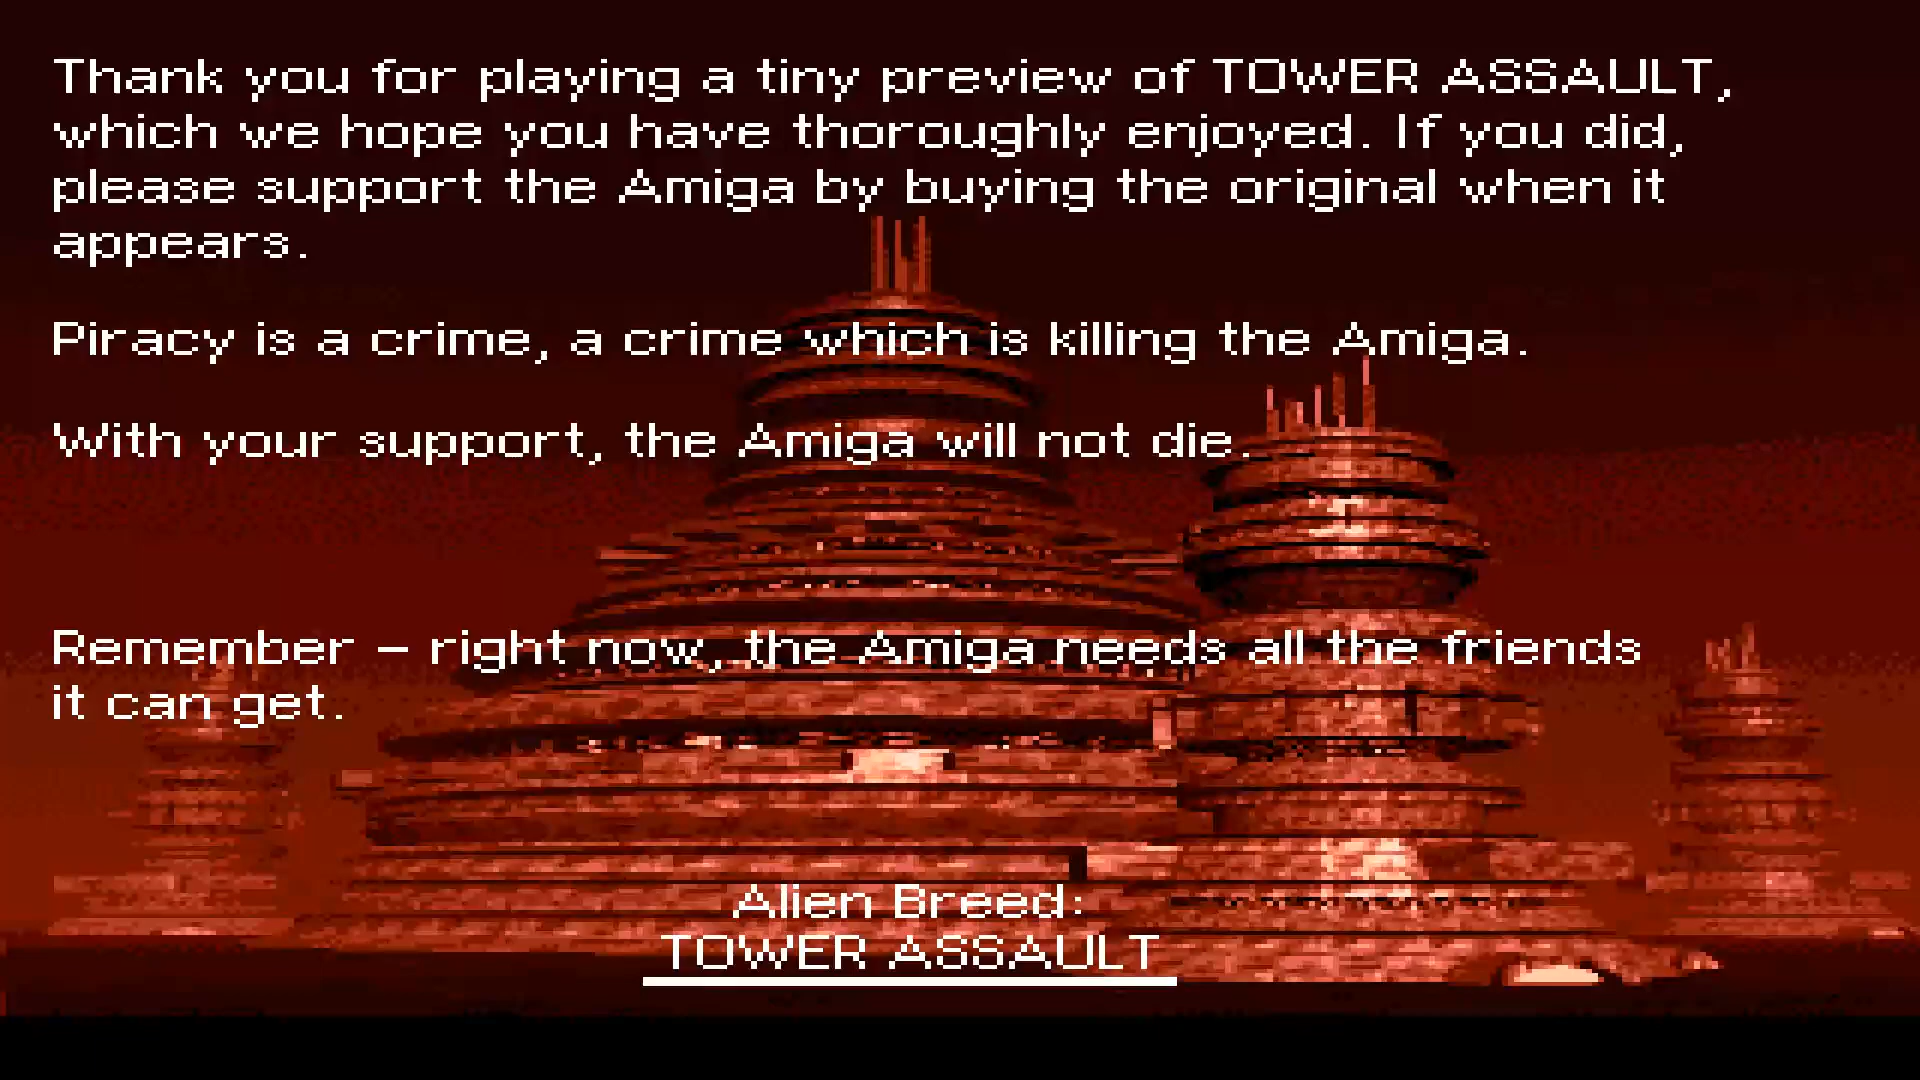 Thank you for playing a tiny preview of TOWER ASSAULT,
which we hope you have thoroughly enjoyed. If you did,
please support the Amiga by buying the original when it
appears.
Piracy is a crime, a crime which is killing the Amiga.
With your support, the Amiga will not die.
Remember – right now, the Amiga needs all the friends
it can get.
Alien Breed:
TOWER ASSAULT